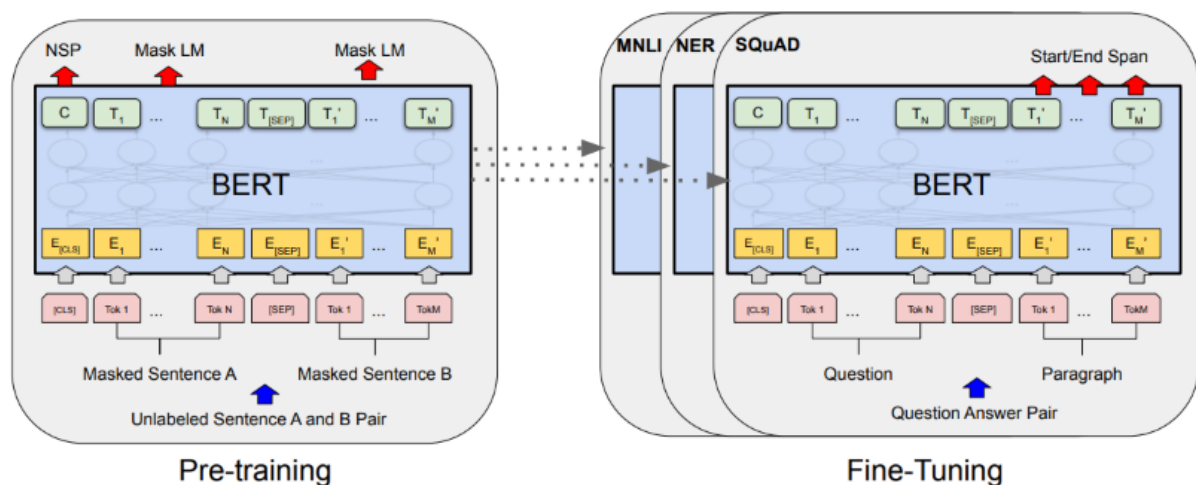 NSP Mask LM Mask LM
C T1 ... TN T[SEP] T1' ... TM'
BERT
E[CLS] E1 ... EN E[SEP] E1' ... EM'
[CLS] Tok 1 ... Tok N [SEP] Tok 1 ... TokM
Masked Sentence A Masked Sentence B
Unlabeled Sentence A and B Pair
Pre-training
MNLI NER SQuAD
Start/End Span
C T1 ... TN T[SEP] T1' ... TM'
BERT
E[CLS] E1 ... EN E[SEP] E1' ... EM'
[CLS] Tok 1 ... Tok N [SEP] Tok 1 ... TokM
Question Paragraph
Question Answer Pair
Fine-Tuning